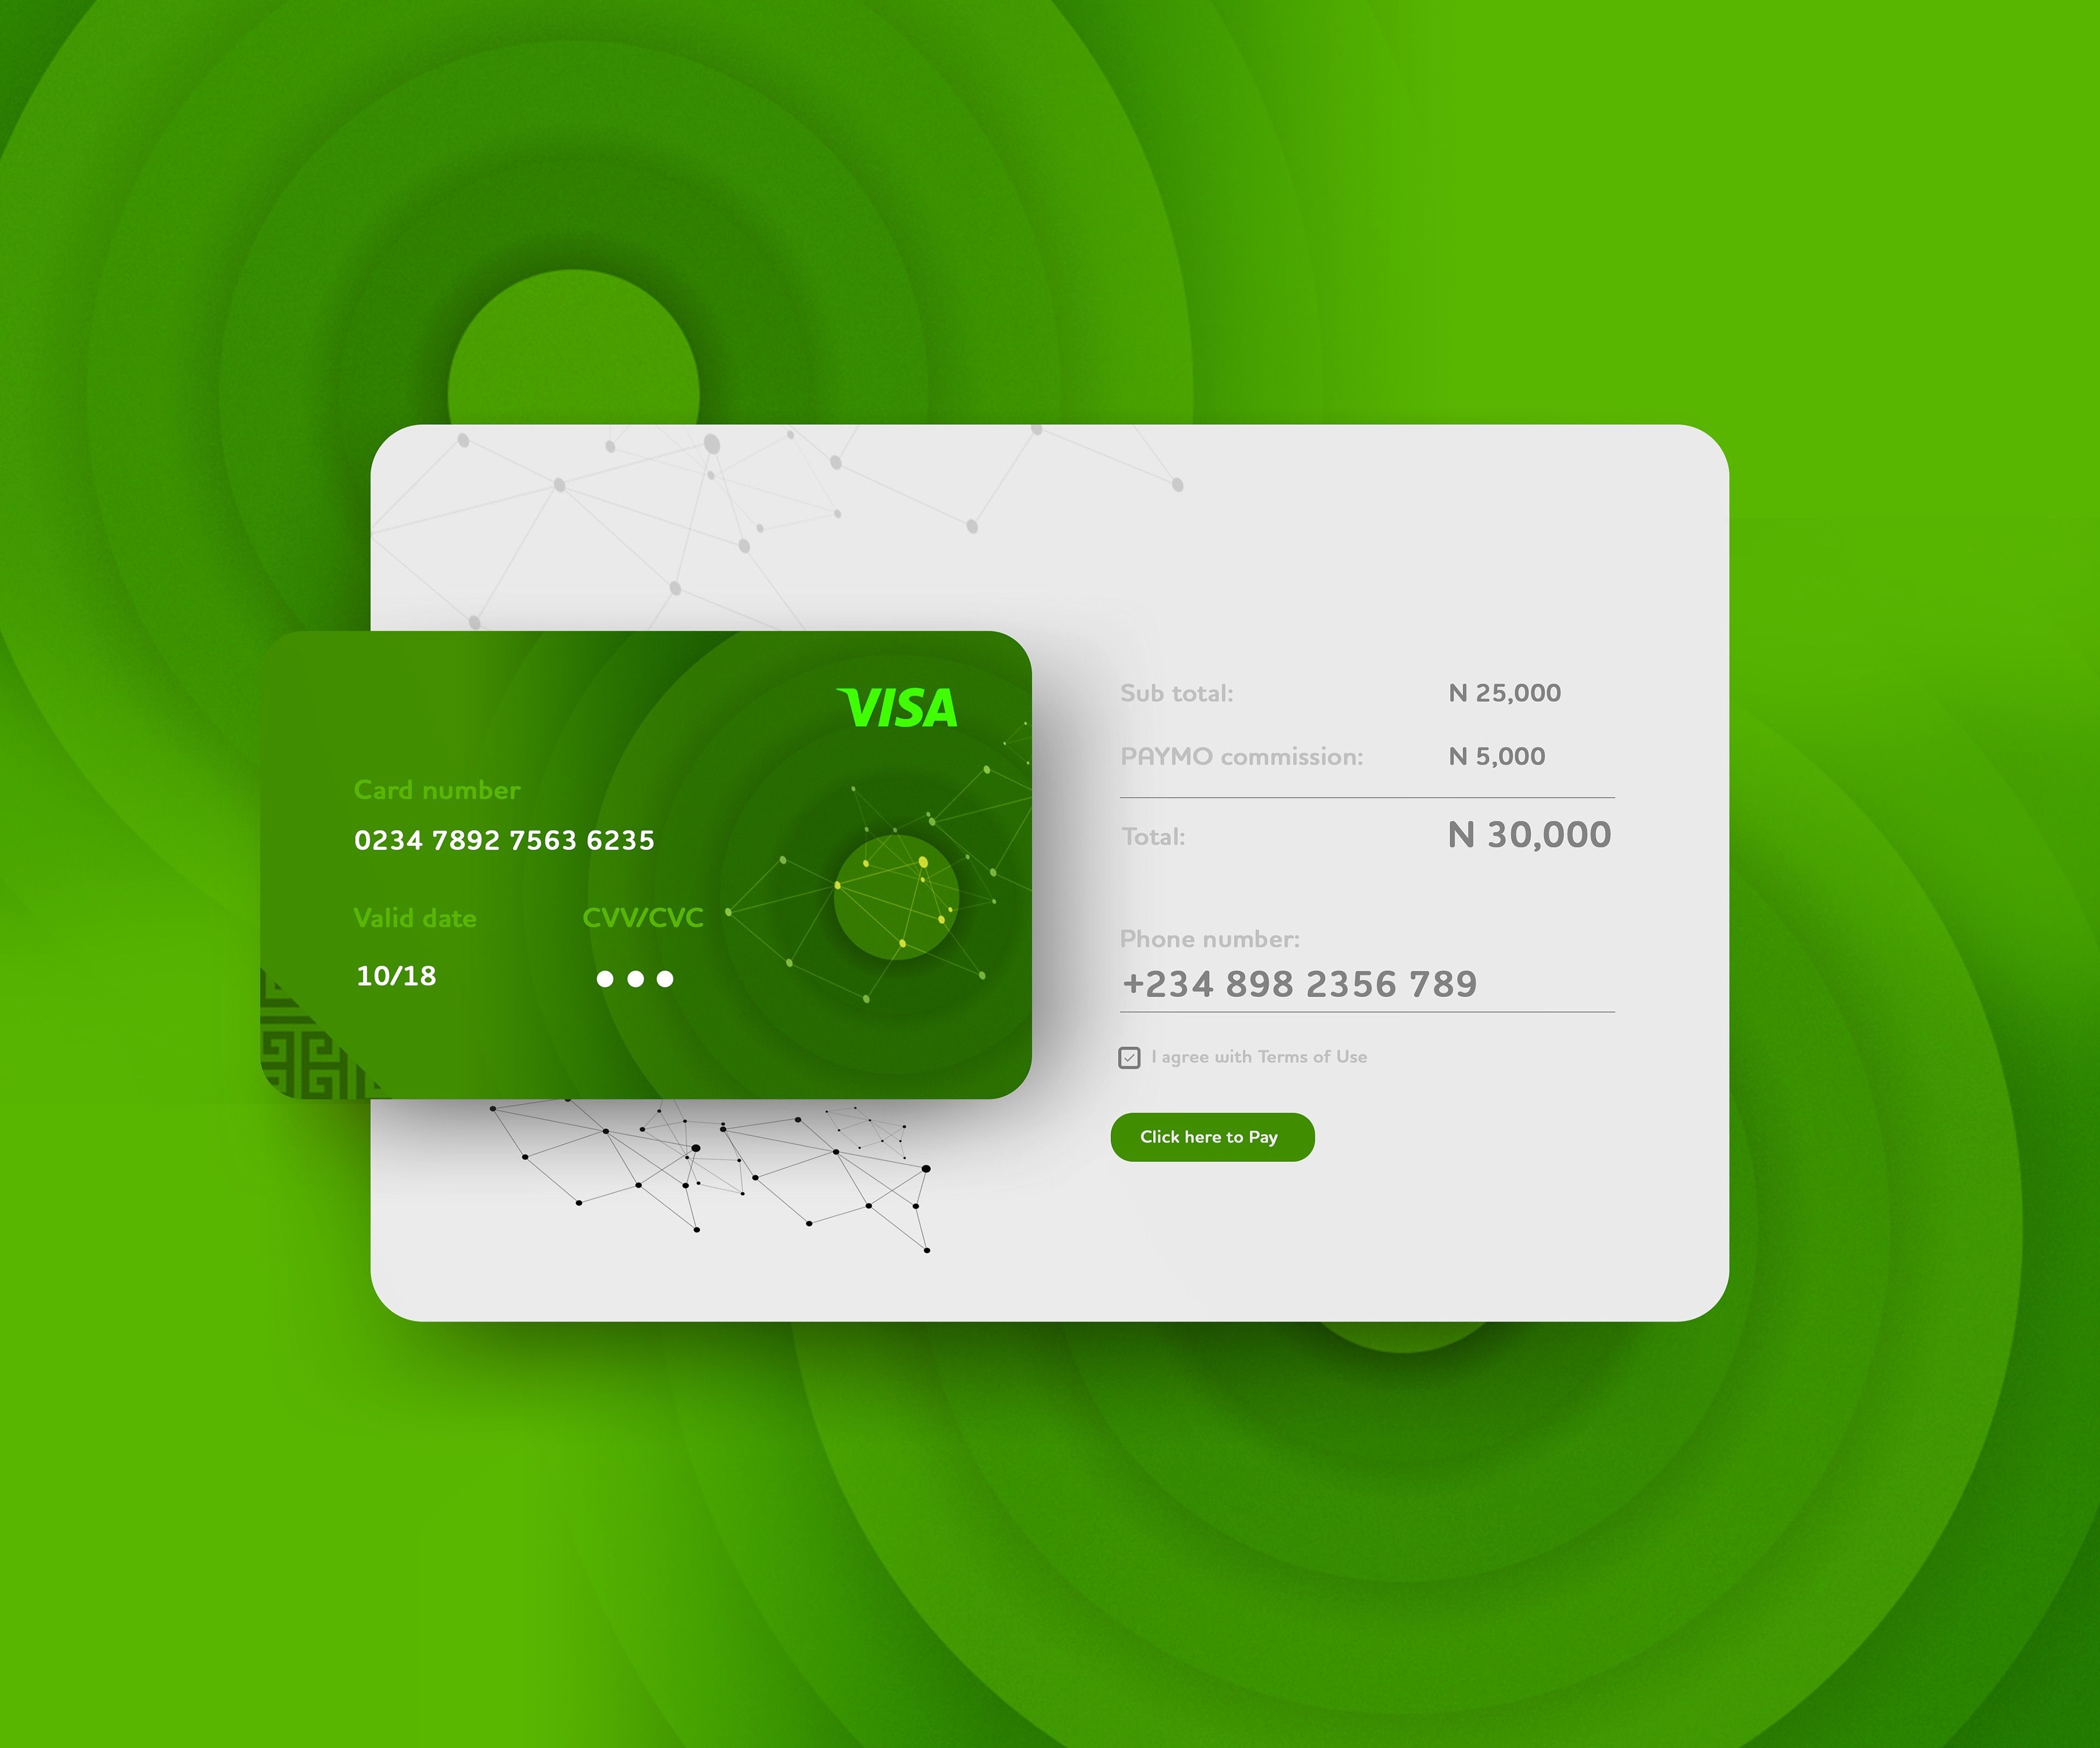 VISA
Card number
0234 7892 7563 6235
Valid date CVV/CVC
10/18
Sub total: N 25,000
PAYMO commission: N 5,000
Total: N 30,000
Phone number:
+234 898 2356 789
I agree with Terms of Use
Click here to Pay